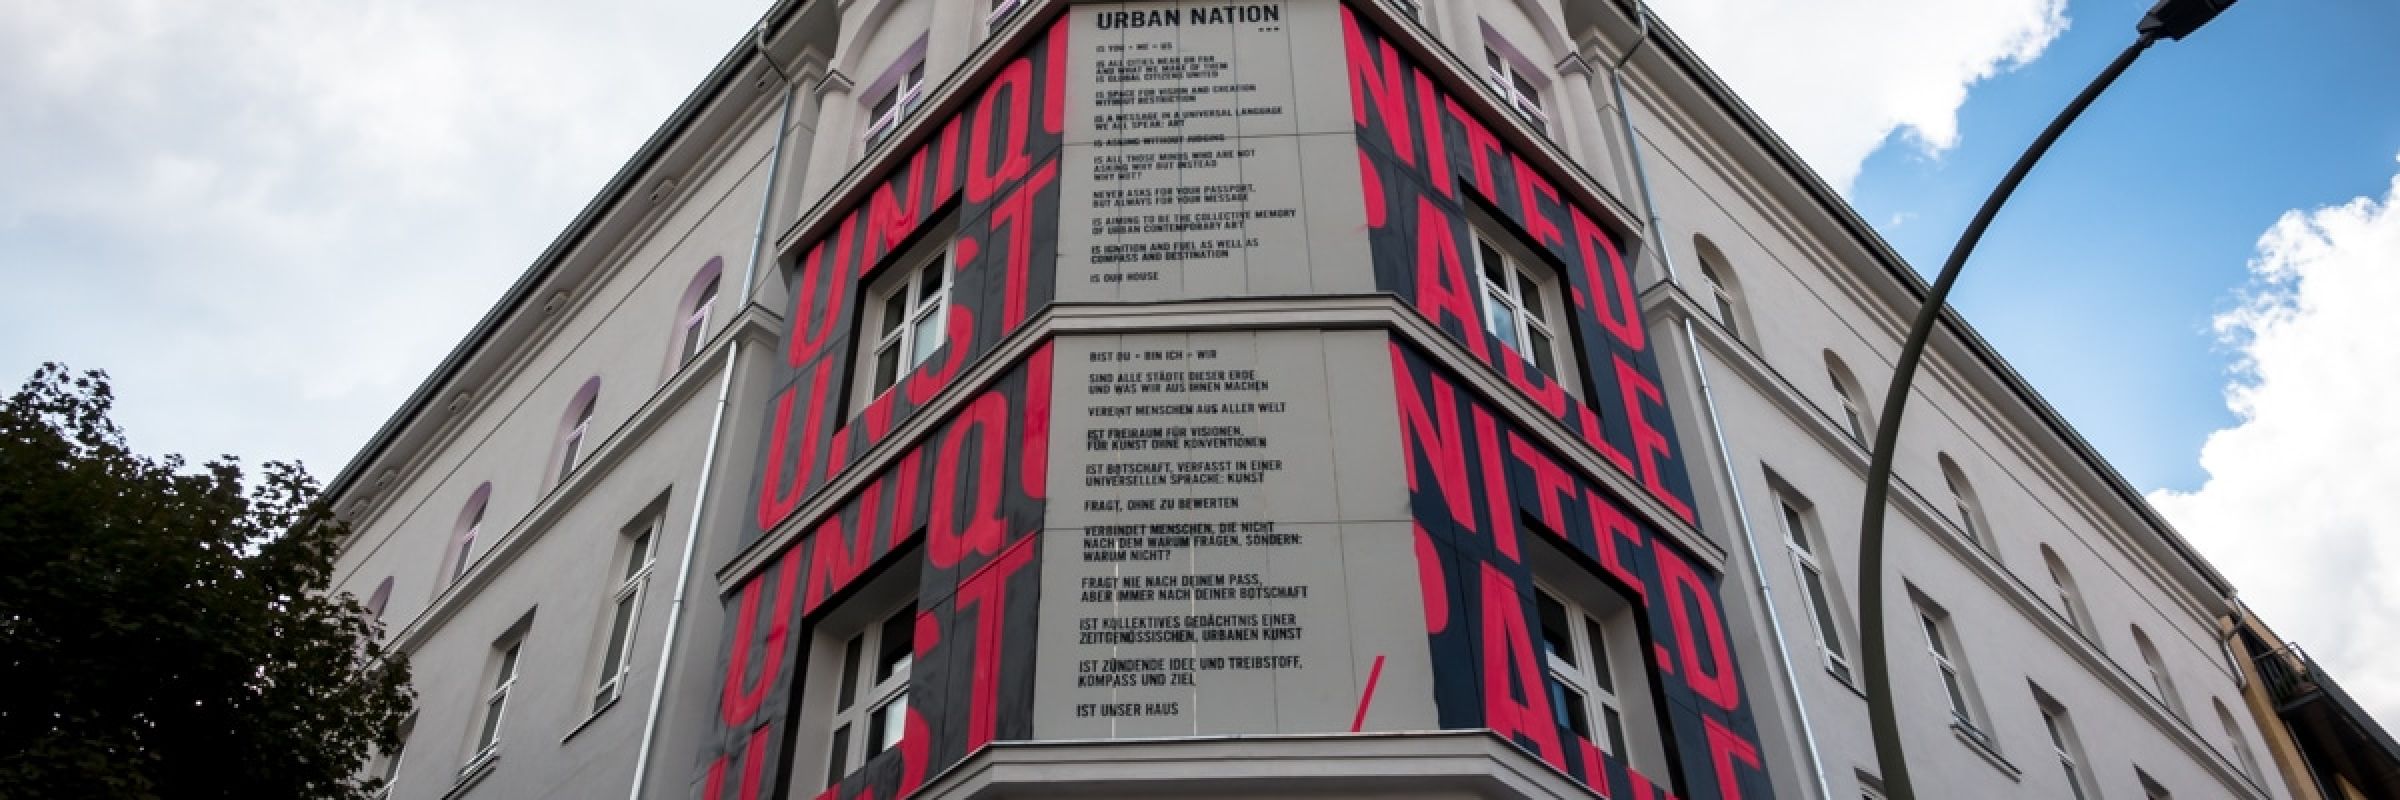 URBAN NATION
...
IS YOU + ME = US
IS ALL CITIES NEAR OR FAR
AND WHAT WE MAKE OF THEM
IS GLOBAL CITIZENS UNITED
IS SPACE FOR VISION AND CREATION
WITHOUT RESTRICTION
IS A MESSAGE IN A UNIVERSAL LANGUAGE
WE ALL SPEAK: ART
IS ASKING WITHOUT JUDGING
IS ALL THOSE MINDS WHO ARE NOT
ASKING WHY BUT INSTEAD
WHY NOT?
NEVER ASKS FOR YOUR PASSPORT,
BUT ALWAYS FOR YOUR MESSAGE
IS AIMING TO BE THE COLLECTIVE MEMORY
OF URBAN CONTEMPORARY ART
IS IGNITION AND FUEL AS WELL AS
COMPASS AND DESTINATION
IS OUR HOUSE
BIST DU + BIN ICH = WIR
SIND ALLE STÄDTE DIESER ERDE
UND WAS WIR AUS IHNEN MACHEN
VEREINT MENSCHEN AUS ALLER WELT
IST FREIRAUM FÜR VISIONEN,
FÜR KUNST OHNE KONVENTIONEN
IST BOTSCHAFT, VERFASST IN EINER
UNIVERSELLEN SPRACHE: KUNST
FRAGT, OHNE ZU BEWERTEN
VERBINDET MENSCHEN, DIE NICHT
NACH DEM WARUM FRAGEN, SONDERN:
WARUM NICHT?
FRAGT NIE NACH DEINEM PASS,
ABER IMMER NACH DEINER BOTSCHAFT
IST KOLLEKTIVES GEDÄCHTNIS EINER
ZEITGENÖSSISCHEN, URBANEN KUNST
IST ZÜNDENDE IDEE UND TREIBSTOFF,
KOMPASS UND ZIEL
IST UNSER HAUS
UNIQU
NITED
UNIQU
NITED